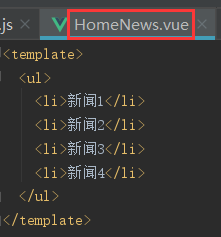 .js
HomeNews.vue
<template>
<ul>
<li>新闻1</li>
<li>新闻2</li>
<li>新闻3</li>
<li>新闻4</li>
</ul>
</template>